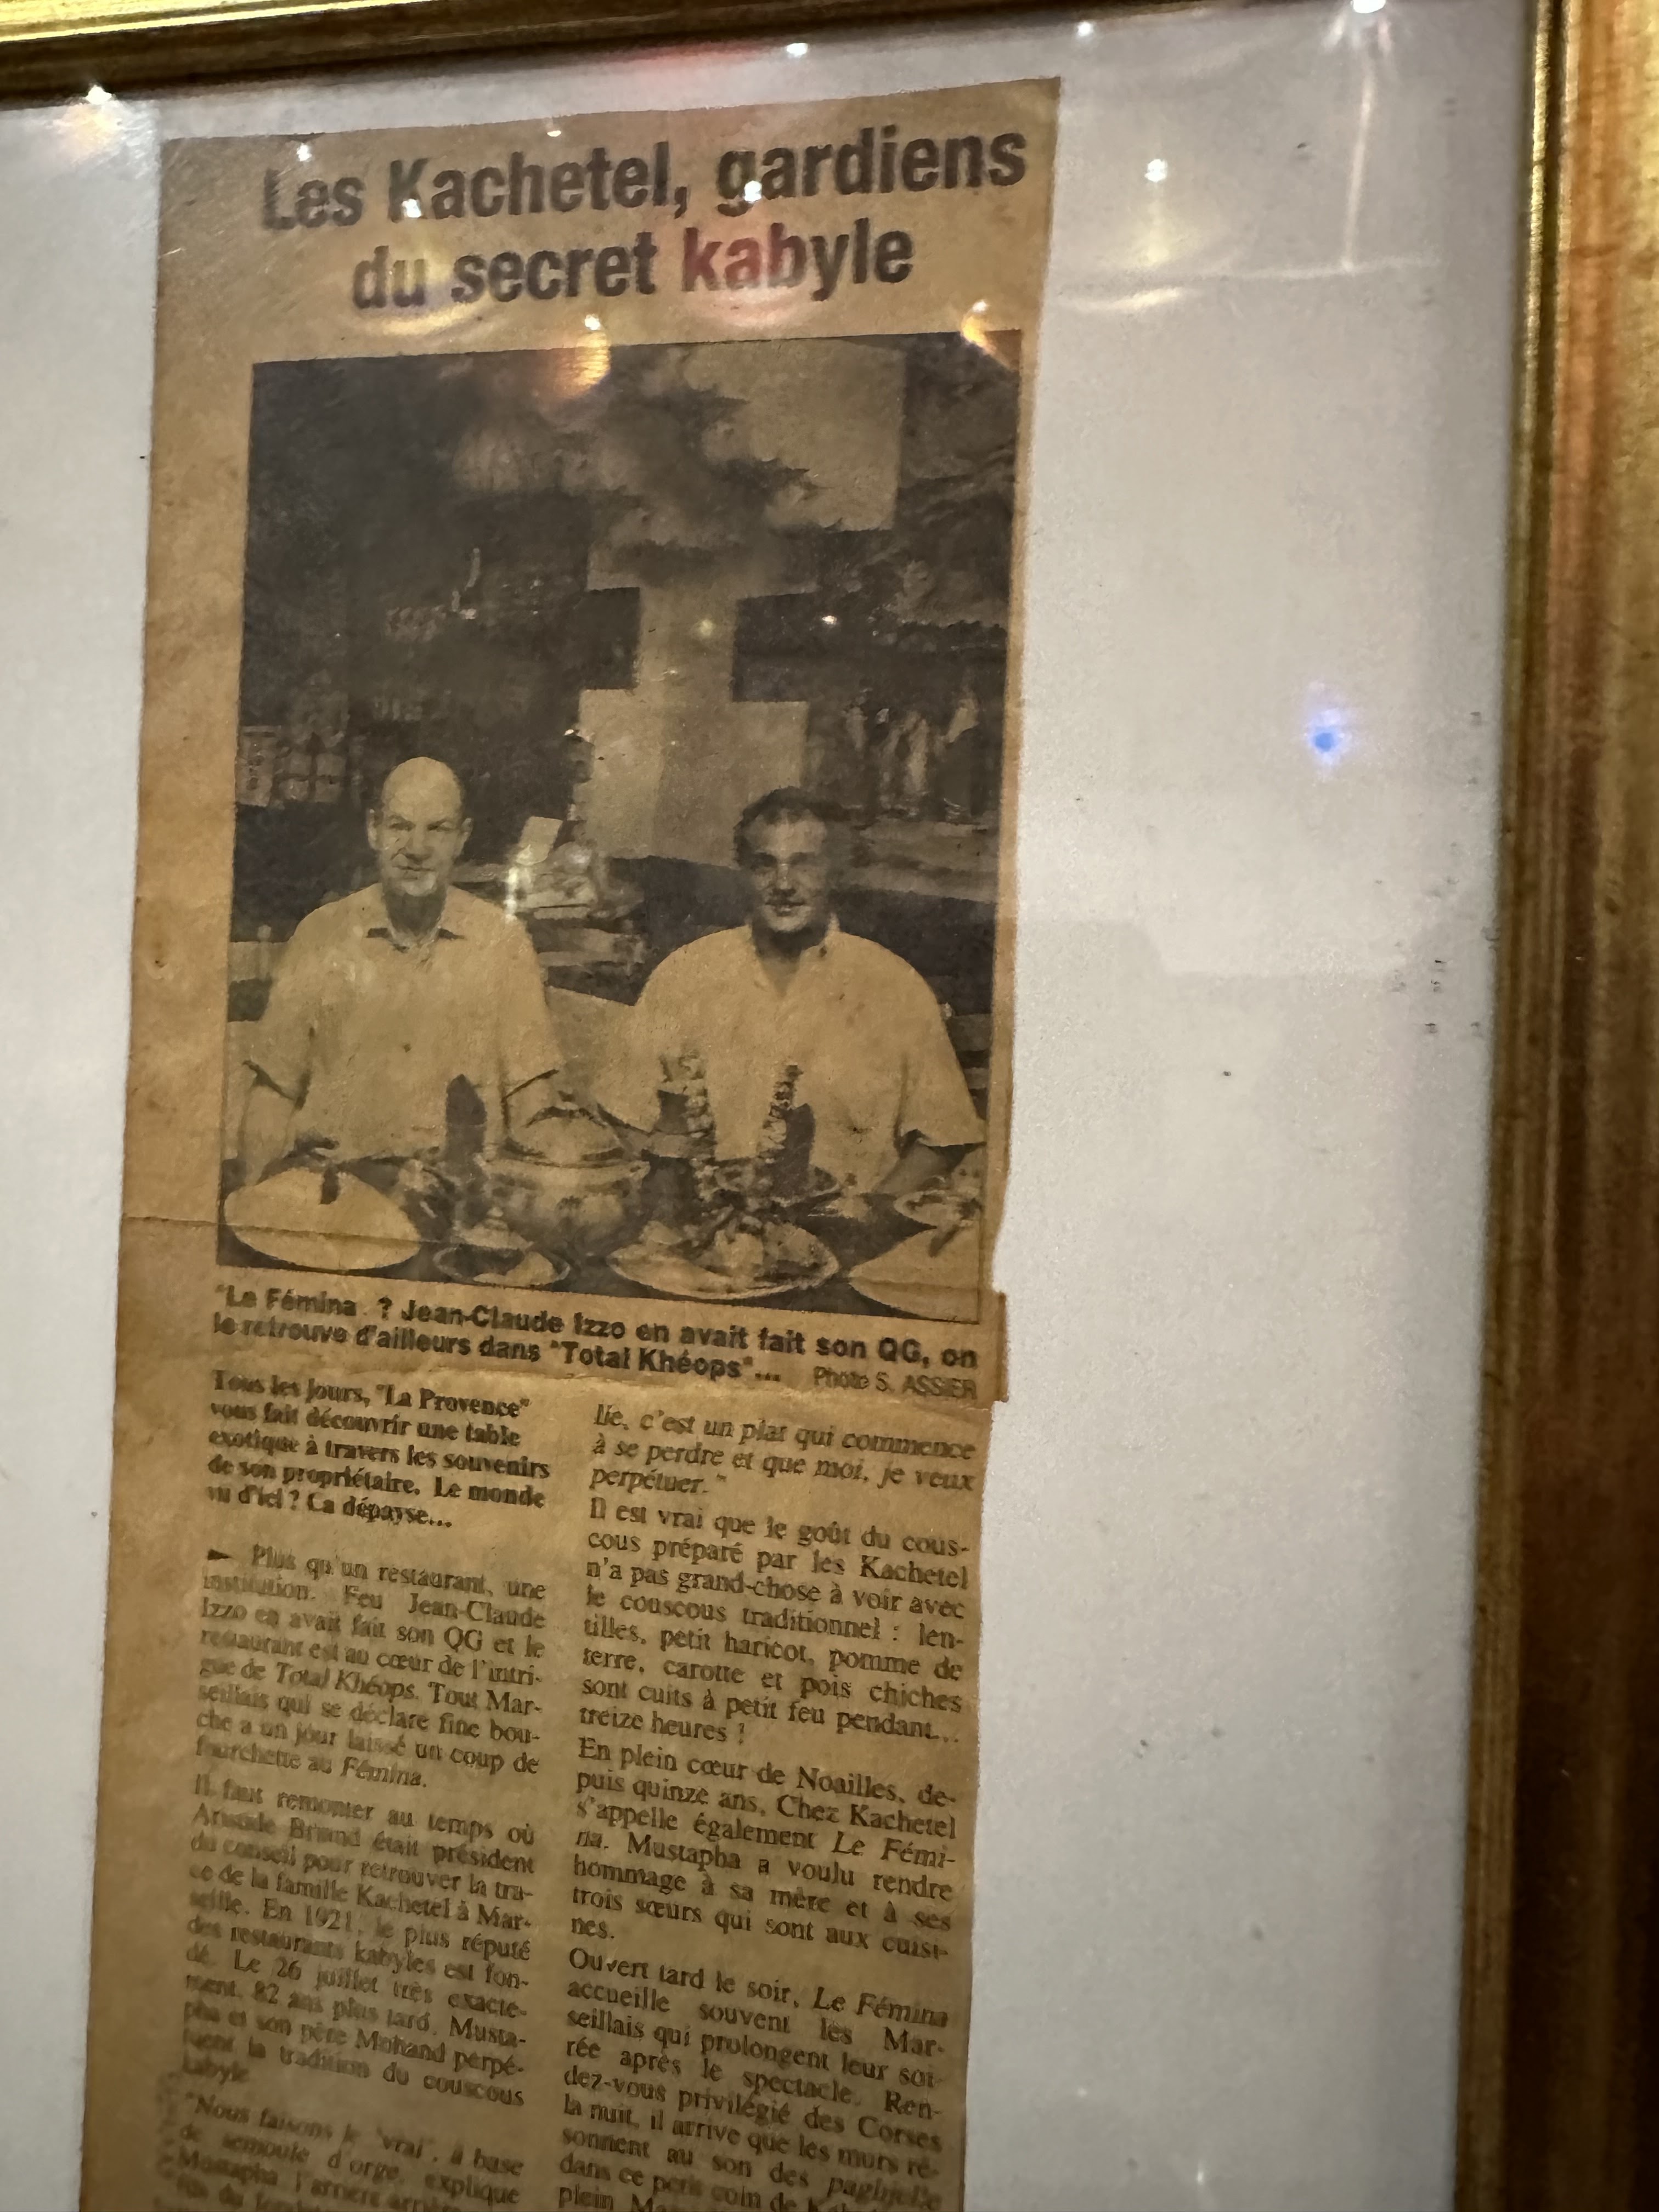 Les Kachetel, gardiens
du secret kabyle
"Le Fémina ? Jean-Claude Izzo en avait fait son QG, on
le retrouve d'ailleurs dans "Total Khéops"...
Photo S. ASSIER
Tous les jours, "La Provence"
vous fait découvrir une table
exotique à travers les souvenirs
de son propriétaire. Le monde
vu d'ici ? Ca dépayse...
► Plus qu'un restaurant, une
institution. Feu Jean-Claude
Izzo en avait fait son QG et le
restaurant est au cœur de l'intri-
gue de Total Khéops. Tout Mar-
seillais qui se déclare fine bou-
che a un jour laissé un coup de
fourchette au Fémina.
Il faut remonter au temps où
Aristide Briand était président
du conseil pour retrouver la tra-
ce de la famille Kachetel à Mar-
seille. En 1921, le plus réputé
des restaurants kabyles est fon-
dé. Le 26 juillet très exacte-
ment. 82 ans plus tard, Musta-
pha et son père Mohand perpé-
tuent la tradition du couscous
kabyle.
"Nous faisons le 'vrai', à base
de semoule d'orge, explique
Mustapha, l'arrière
lie, c'est un plat qui commence
à se perdre et que moi, je veux
perpétuer."
Il est vrai que le goût du cous-
cous préparé par les Kachetel
n'a pas grand-chose à voir avec
le couscous traditionnel : len-
tilles, petit haricot, pomme de
terre, carotte et pois chiches
sont cuits à petit feu pendant...
treize heures !
En plein cœur de Noailles, de-
puis quinze ans, Chez Kachetel
s'appelle également Le Fémi-
na. Mustapha a voulu rendre
hommage à sa mère et à ses
trois sœurs qui sont aux cuisi-
nes.
Ouvert tard le soir, Le Fémina
accueille souvent les Mar-
seillais qui prolongent leur soi-
rée après le spectacle. Ren-
dez-vous privilégié des Corses
la nuit, il arrive que les murs ré-
sonnent au son des paghjelle
dans ce petit coin de
plein